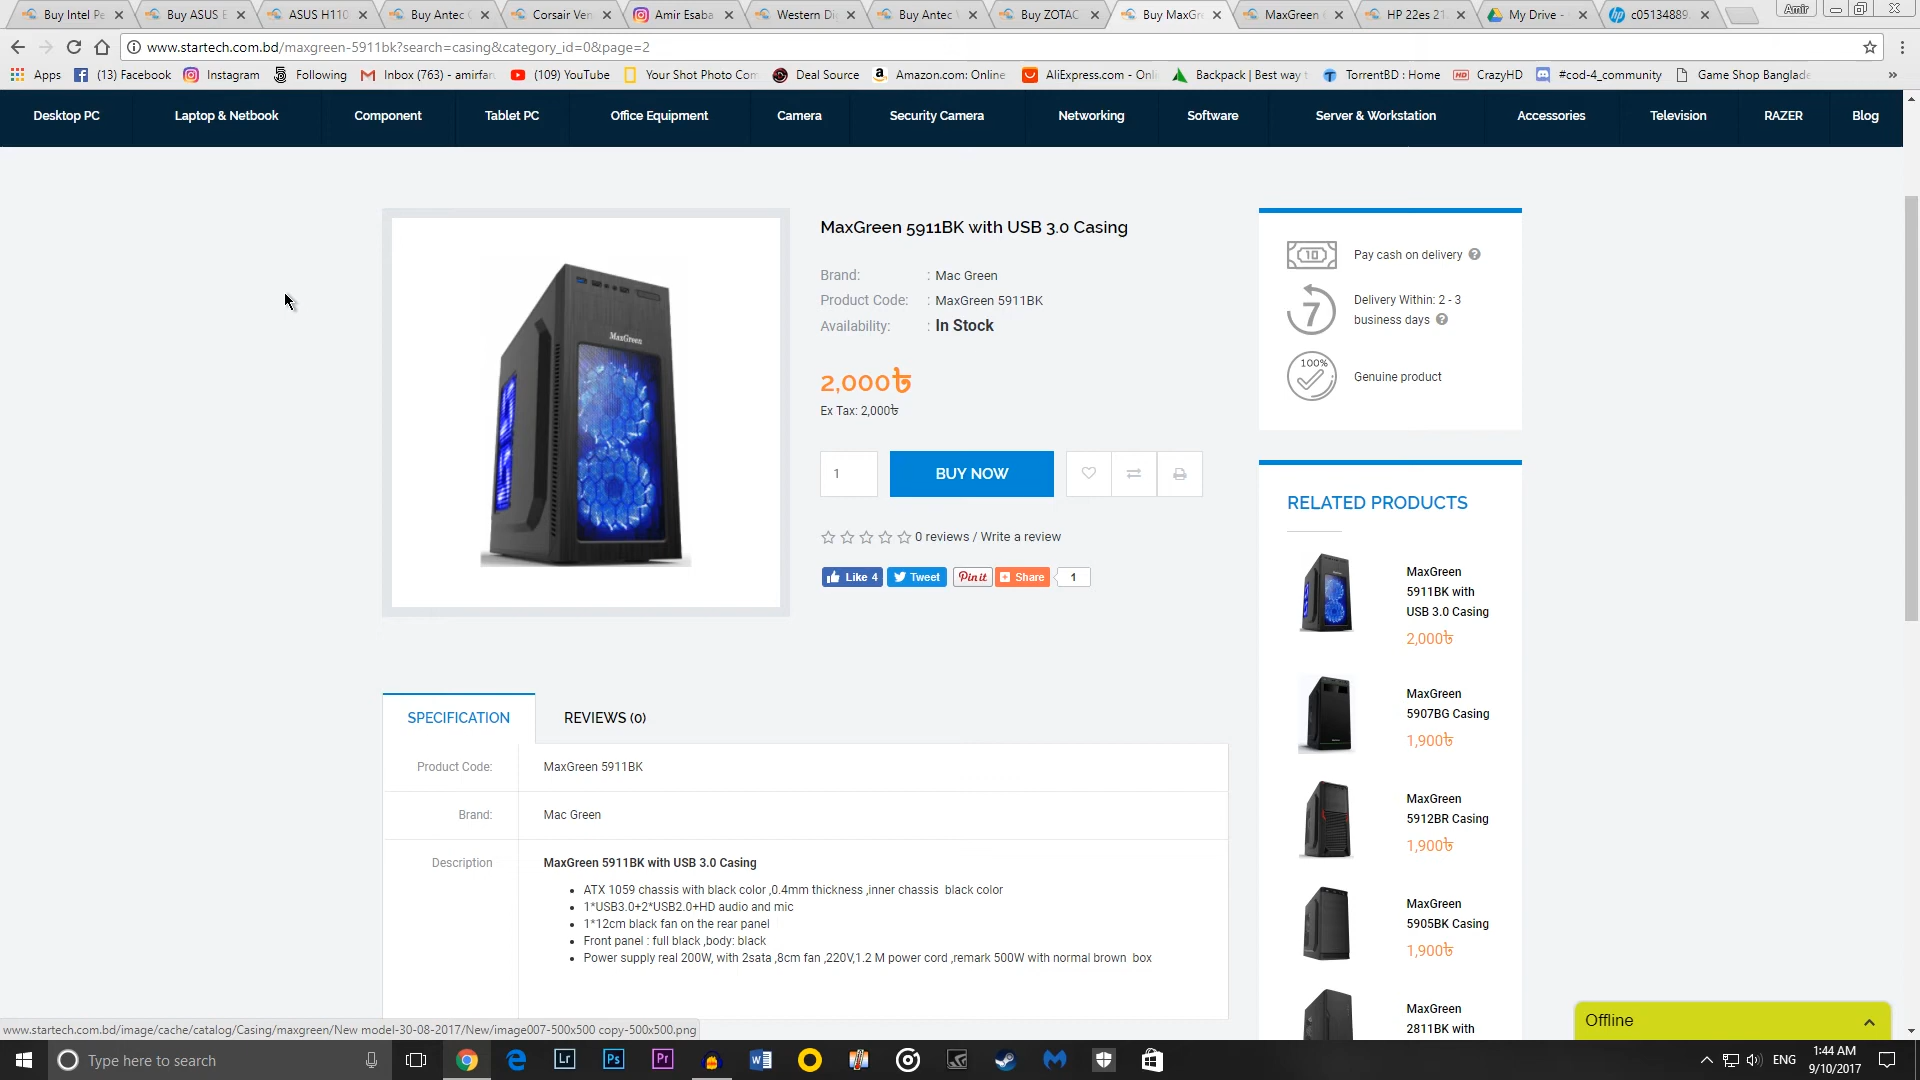 Buy Intel Pe
Buy ASUS E
ASUS H110
Buy Antec
Corsair Ven
Amir Esaba
Western Di
Buy Antec
Buy ZOTAC
Buy MaxGre
MaxGreen
HP 22es 21
My Drive -
c05134889.
Amir
www.startech.com.bd/maxgreen-5911bk?search=casing&category_id=0&page=2
Apps
(13) Facebook
Instagram
Following
Inbox (763) - amirfar
(109) YouTube
Your Shot Photo Com
Deal Source
Amazon.com: Online
AliExpress.com - Onli
Backpack | Best way t
TorrentBD : Home
CrazyHD
#cod-4_community
Game Shop Banglade
Desktop PC
Laptop & Netbook
Component
Tablet PC
Office Equipment
Camera
Security Camera
Networking
Software
Server & Workstation
Accessories
Television
RAZER
Blog
MaxGreen
MaxGreen 5911BK with USB 3.0 Casing
Brand: : Mac Green
Product Code: : MaxGreen 5911BK
Availability: : In Stock
2,000৳
Ex Tax: 2,000৳
1
BUY NOW
0 reviews / Write a review
Like 4
Tweet
Pin it
Share
1
10
Pay cash on delivery
7
Delivery Within: 2 - 3
business days
100%
Genuine product
RELATED PRODUCTS
MaxGreen
5911BK with
USB 3.0 Casing
2,000৳
MaxGreen
5907BG Casing
1,900৳
MaxGreen
5912BR Casing
1,900৳
MaxGreen
5905BK Casing
1,900৳
MaxGreen
2811BK with
SPECIFICATION
REVIEWS (0)
Product Code: MaxGreen 5911BK
Brand: Mac Green
Description MaxGreen 5911BK with USB 3.0 Casing
ATX 1059 chassis with black color ,0.4mm thickness ,inner chassis black color
1*USB3.0+2*USB2.0+HD audio and mic
1*12cm black fan on the rear panel
Front panel : full black ,body: black
Power supply real 200W, with 2sata ,8cm fan ,220V,1.2 M power cord ,remark 500W with normal brown box
Offline
www.startech.com.bd/image/cache/catalog/Casing/maxgreen/New model-30-08-2017/New/image007-500x500 copy-500x500.png
Type here to search
Lr
Ps
Pr
ENG
1:44 AM
9/10/2017